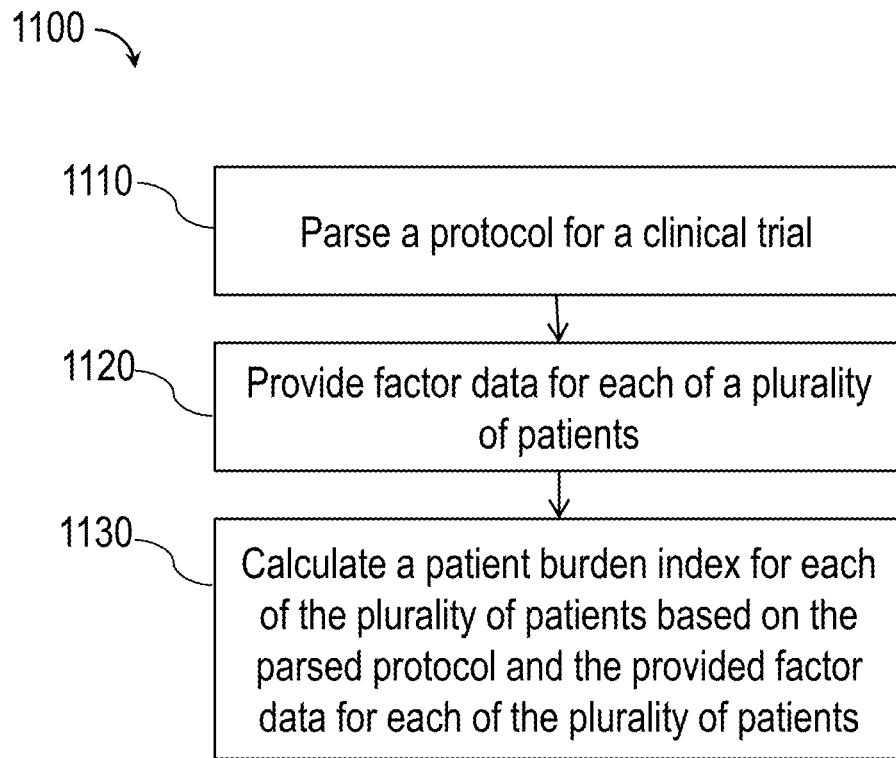 1100
1110
Parse a protocol for a clinical trial
1120
Provide factor data for each of a plurality
of patients
1130
Calculate a patient burden index for each
of the plurality of patients based on the
parsed protocol and the provided factor
data for each of the plurality of patients